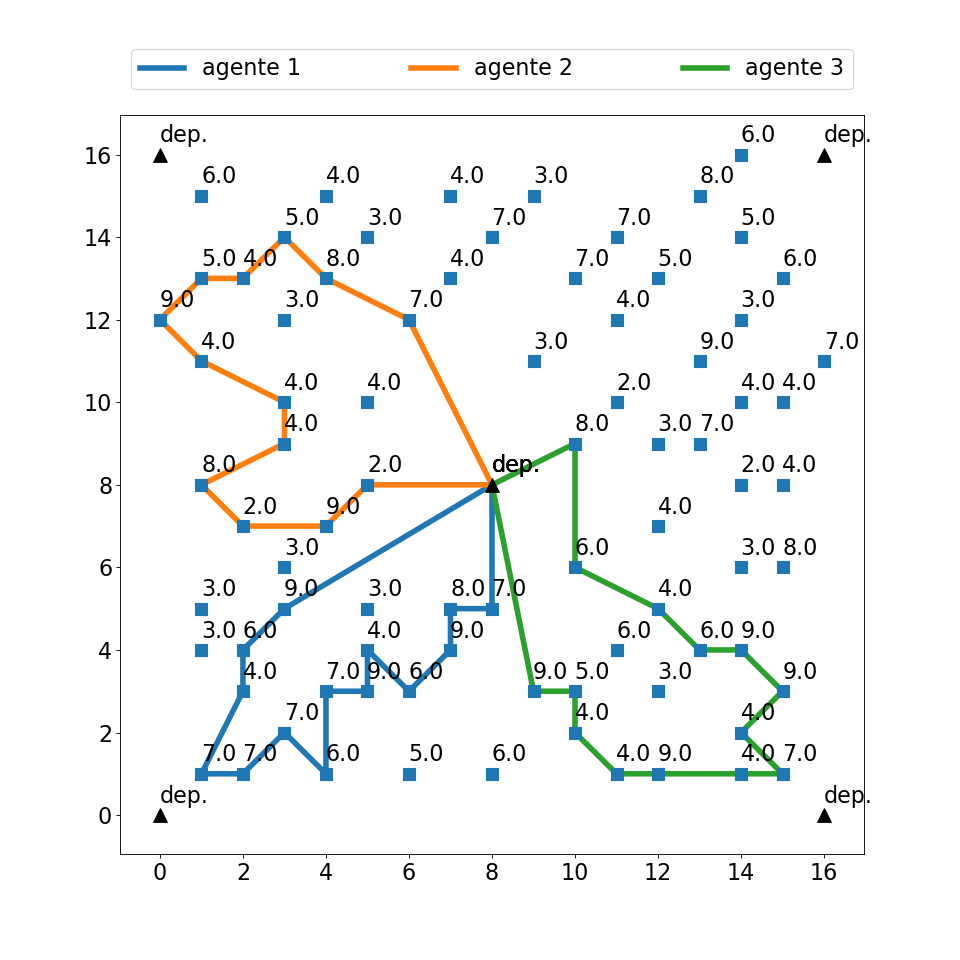 agente 1 agente 2 agente 3
6.0
dep. dep.
16
6.0 4.0 4.0 3.0 8.0
5.0 3.0 7.0 7.0 5.0
14
5.0 4.0 8.0 4.0 7.0 5.0 6.0
9.0 3.0 7.0 4.0 3.0
12
4.0 3.0 9.0 7.0
4.0 4.0 2.0 4.0 4.0
10
4.0 8.0 3.0 7.0
8.0 2.0 dep. dep. 2.0 4.0
8
2.0 9.0 4.0
3.0 6.0 3.0 8.0
6
3.0 9.0 3.0 8.0 7.0 4.0
3.0 6.0 4.0 9.0 6.0 6.0 9.0
4
4.0 7.0 9.0 6.0 9.0 5.0 3.0 9.0
7.0 4.0 4.0
2
7.0 7.0 6.0 5.0 6.0 4.0 9.0 4.0 7.0
dep. dep.
0
0 2 4 6 8 10 12 14 16